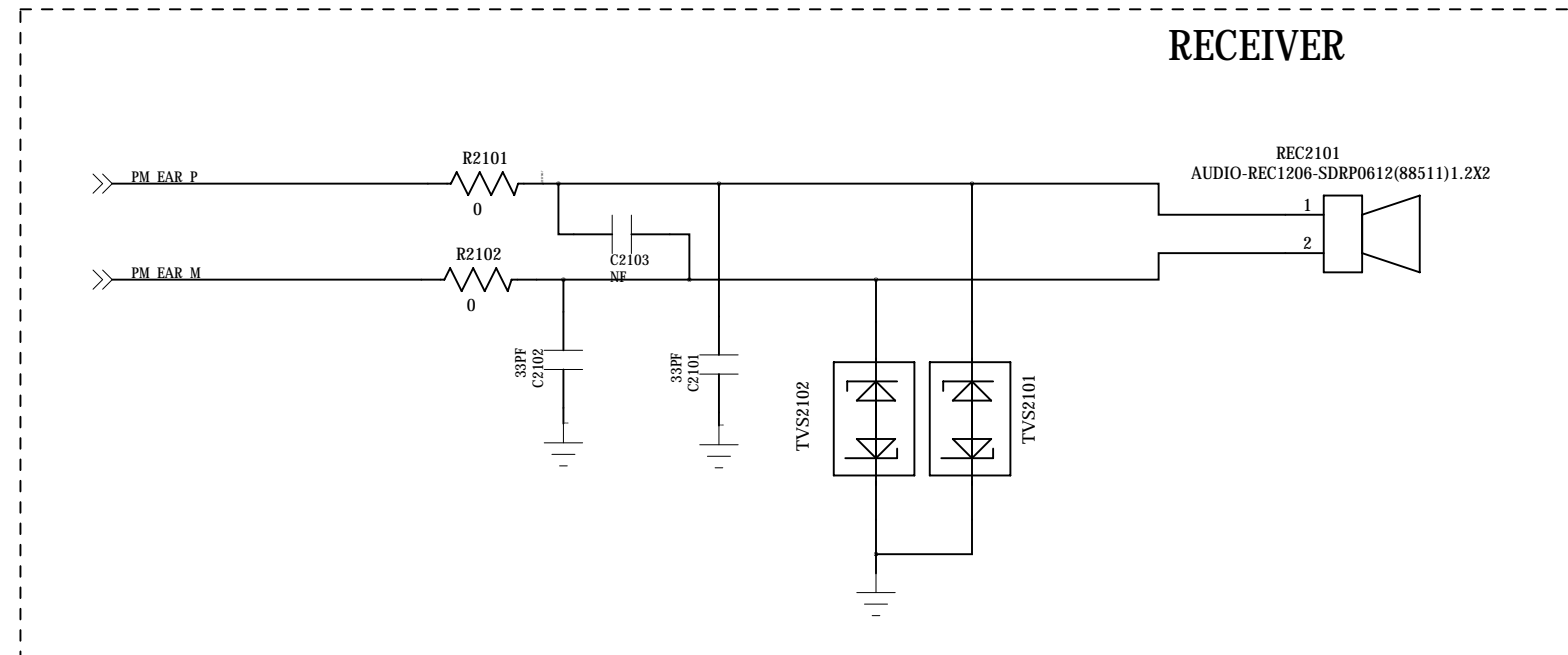 RECEIVER
REC2101
AUDIO-REC1206-SDRP0612(88511)1.2X2
R2101
PM_EAR_P
0
1
2
R2102
PM_EAR_M
0
C2103
NF
33PF
C2102
33PF
C2101
TVS2102
TVS2101